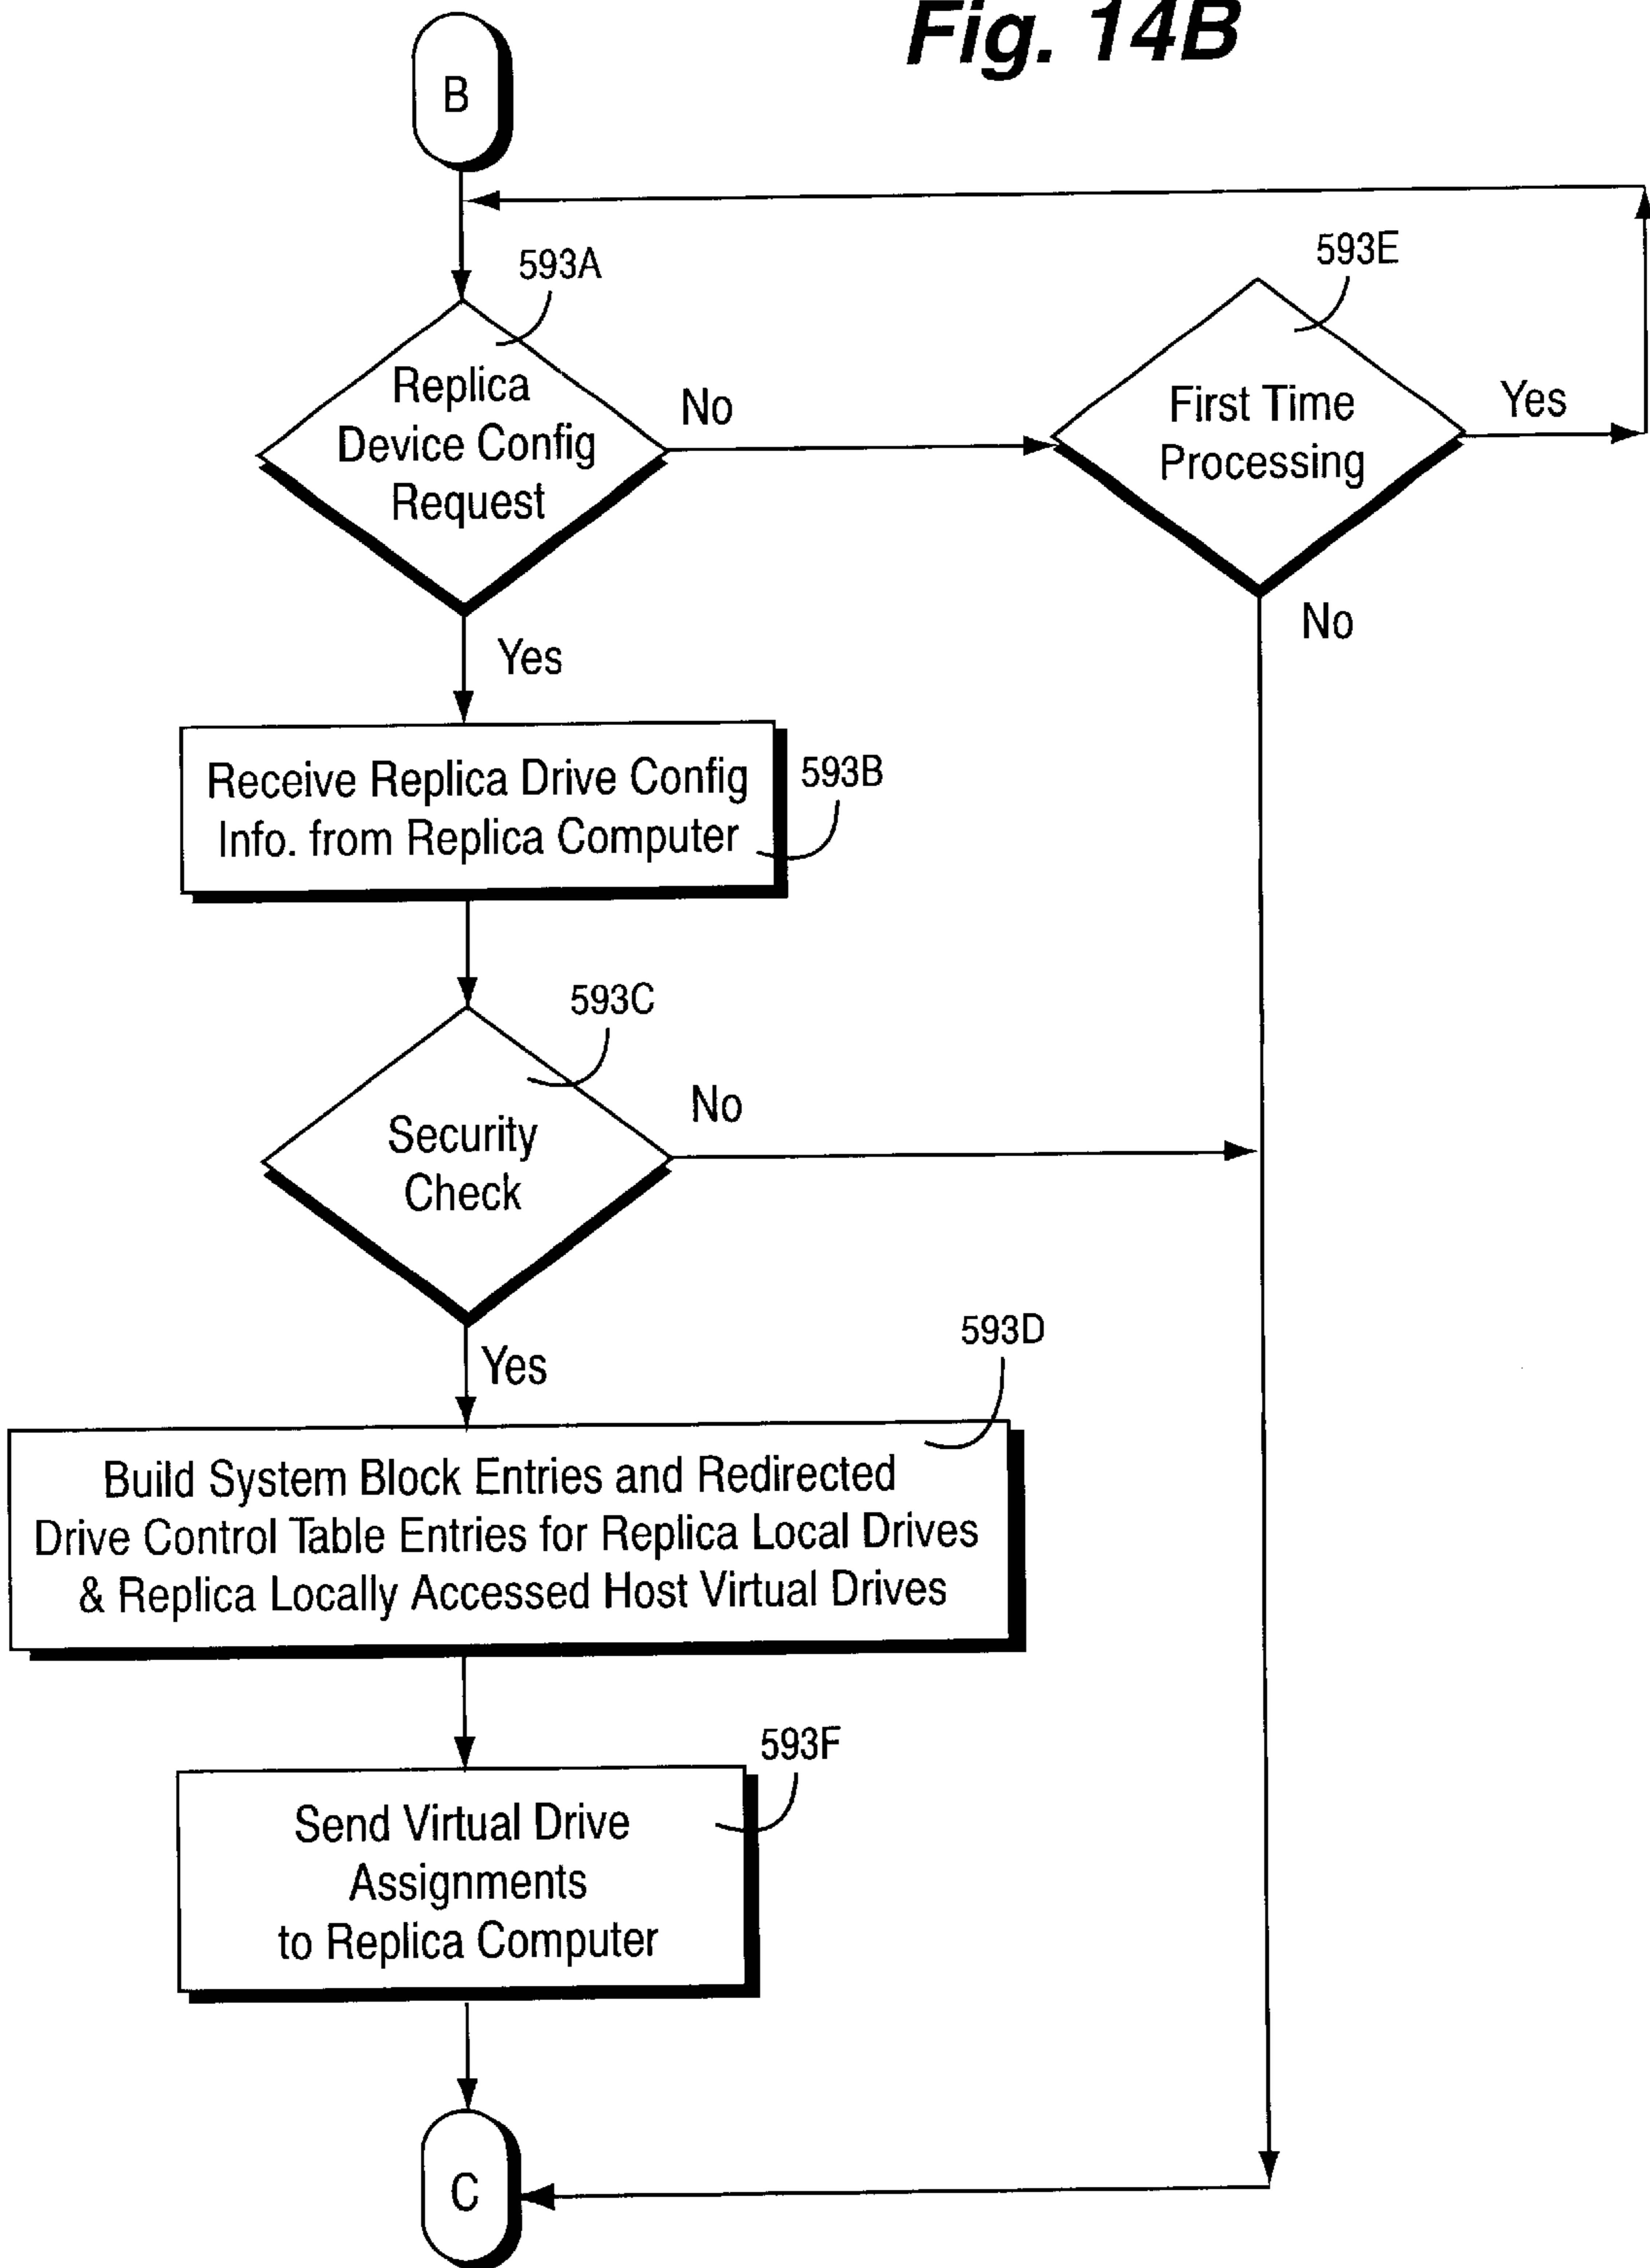 Fig. 14B
B
593A
593E
Replica
Device Config
Request
No
First Time
Processing
Yes
No
Yes
Receive Replica Drive Config
Info. from Replica Computer
593B
593C
Security
Check
No
Yes
593D
Build System Block Entries and Redirected
Drive Control Table Entries for Replica Local Drives
& Replica Locally Accessed Host Virtual Drives
593F
Send Virtual Drive
Assignments
to Replica Computer
C